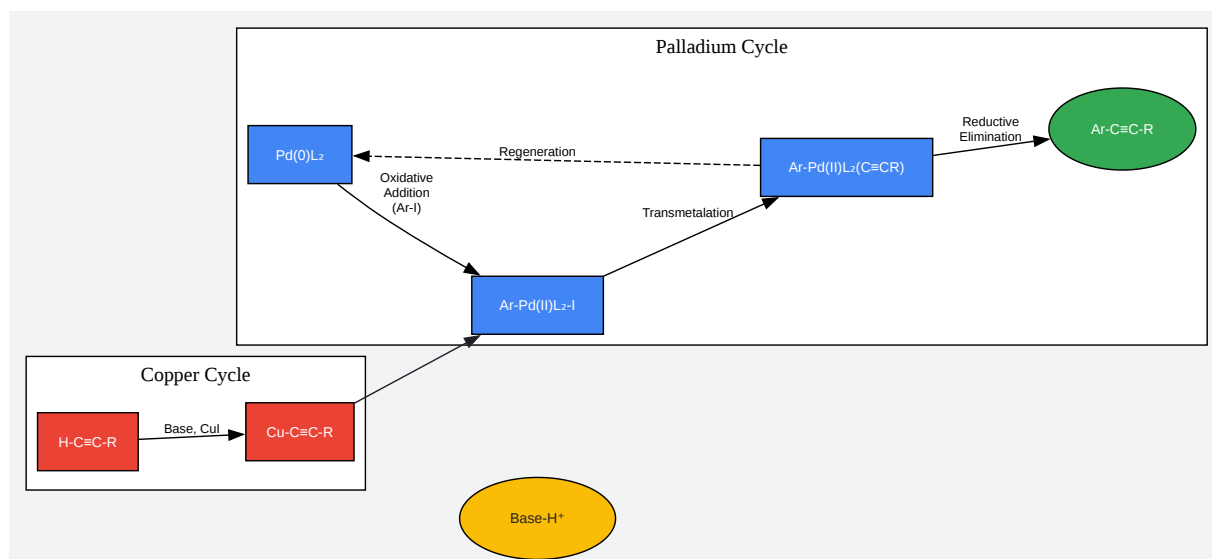 Palladium Cycle
Pd(0)L₂
Oxidative
Addition
(Ar-I)
Regeneration
Ar-Pd(II)L₂(C≡CR)
Reductive
Elimination
Ar-C≡C-R
Transmetalation
Ar-Pd(II)L₂-I
Copper Cycle
H-C≡C-R
Base, CuI
Cu-C≡C-R
Base-H⁺